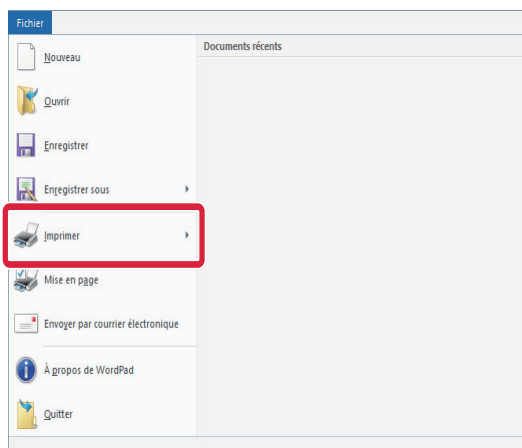 Fichier
Documents récents
Nouveau
Ouvrir
Enregistrer
Enregistrer sous
Imprimer
Mise en page
Envoyer par courrier électronique
À propos de WordPad
Quitter